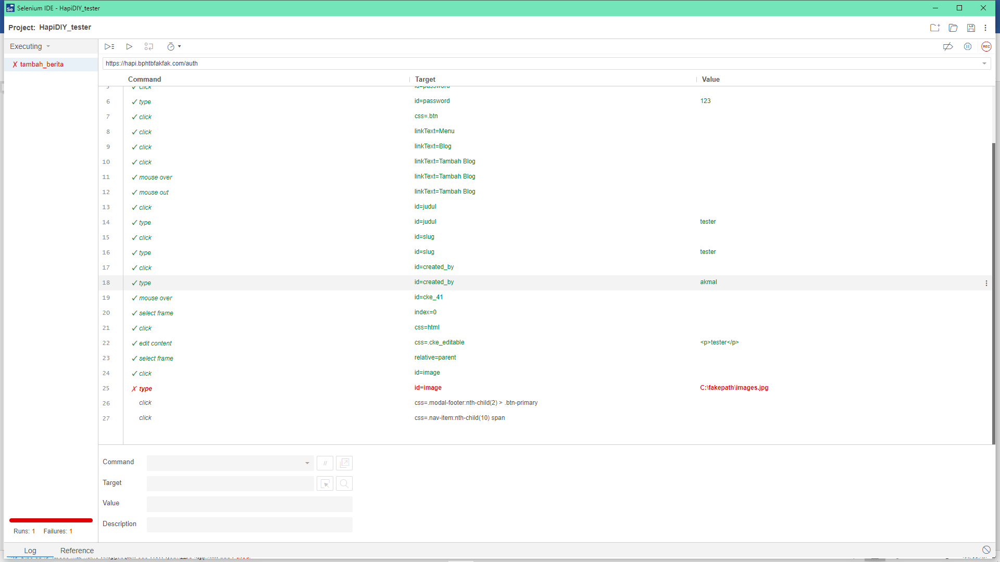 Selenium IDE - HapiDIY_tester
Project: HapiDIY_tester
Executing
REC
✗ tambah_berita
https://hapi.bphtbfakfak.com/auth
Command Target Value
5 ✓ click id=password
6 ✓ type id=password 123
7 ✓ click css=.btn
8 ✓ click linkText=Menu
9 ✓ click linkText=Blog
10 ✓ click linkText=Tambah Blog
11 ✓ mouse over linkText=Tambah Blog
12 ✓ mouse out linkText=Tambah Blog
13 ✓ click id=judul
14 ✓ type id=judul tester
15 ✓ click id=slug
16 ✓ type id=slug tester
17 ✓ click id=created_by
18 ✓ type id=created_by akmal
19 ✓ mouse over id=cke_41
20 ✓ select frame index=0
21 ✓ click css=html
22 ✓ edit content css=.cke_editable <p>tester</p>
23 ✓ select frame relative=parent
24 ✓ click id=image
25 ✗ type id=image C:\fakepath\images.jpg
26 click css=.modal-footer:nth-child(2) > .btn-primary
27 click css=.nav-item:nth-child(10) span
Command //
Target
Value
Description
Runs: 1 Failures: 1
Log Reference